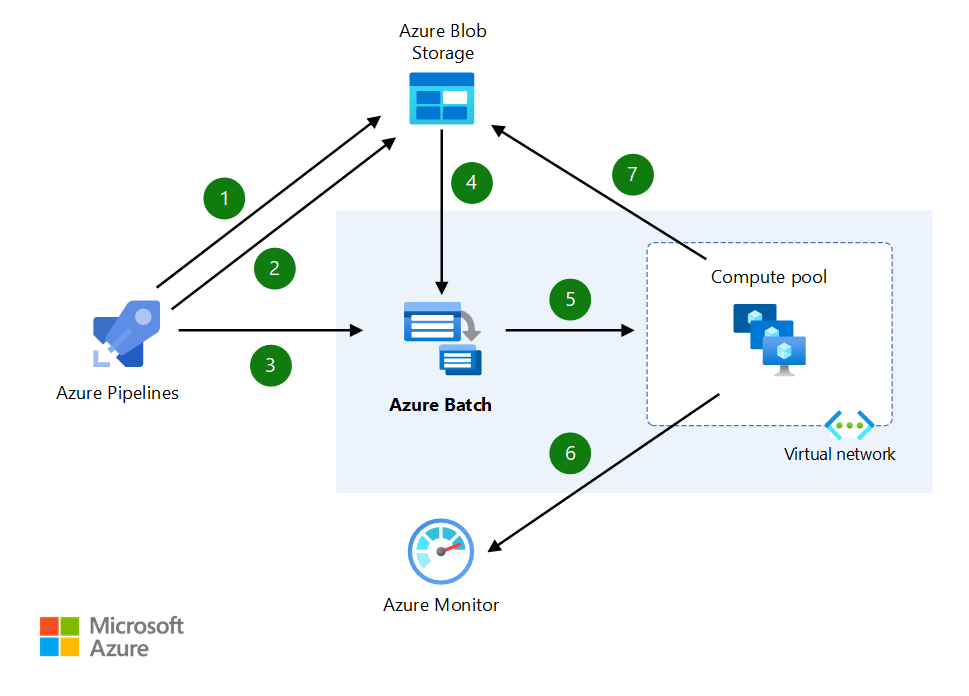 Azure Blob
Storage
1
2
3
4
5
6
7
Compute pool
Azure Pipelines
Azure Batch
Virtual network
Azure Monitor
Microsoft
Azure